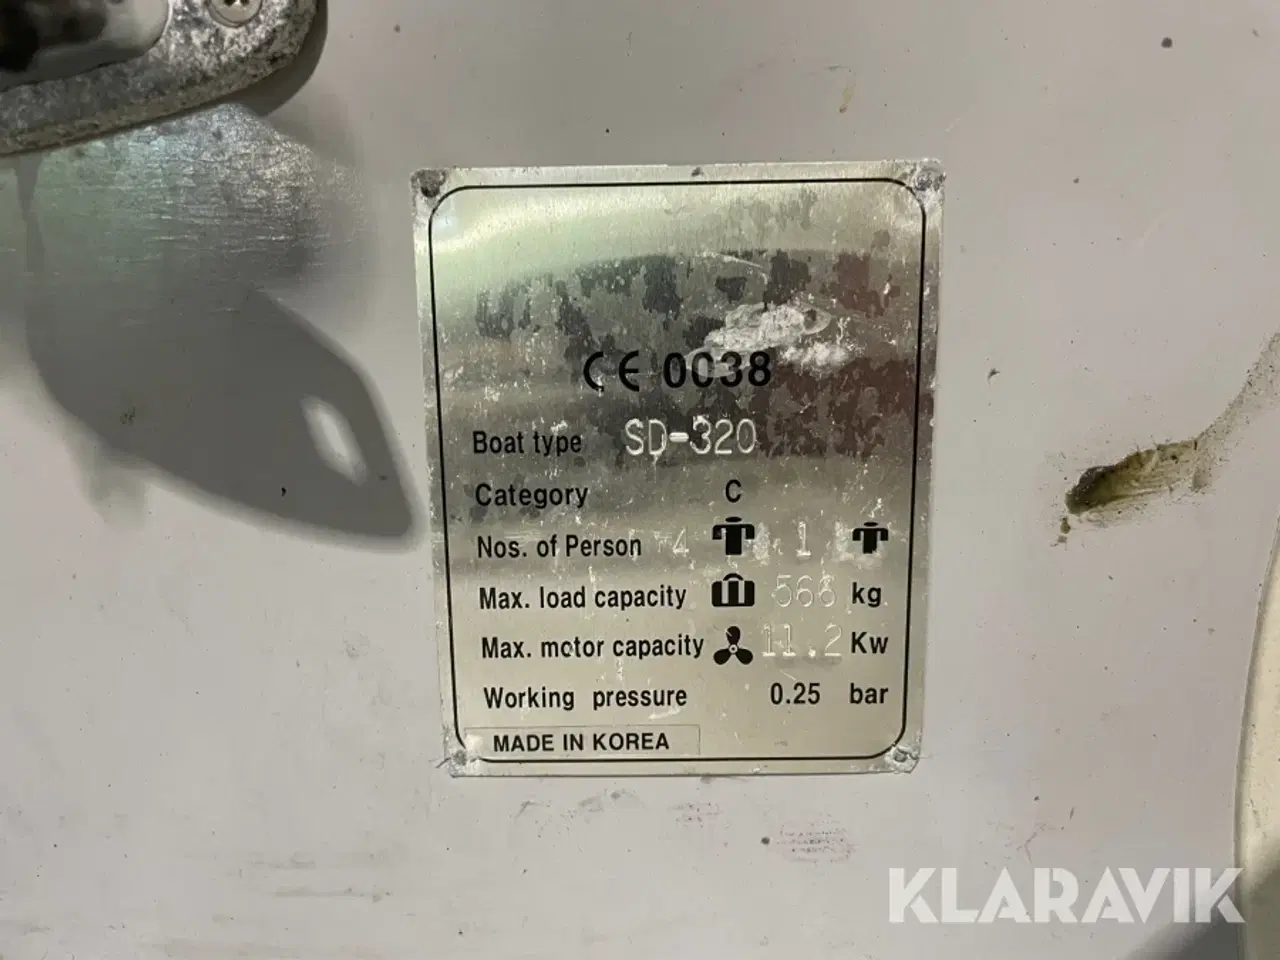 CE 0038
Boat type SD-320
Category C
Nos. of Person 4 1
Max. load capacity 566 kg
Max. motor capacity 11.2 Kw
Working pressure 0.25 bar
MADE IN KOREA
KLARAVIK